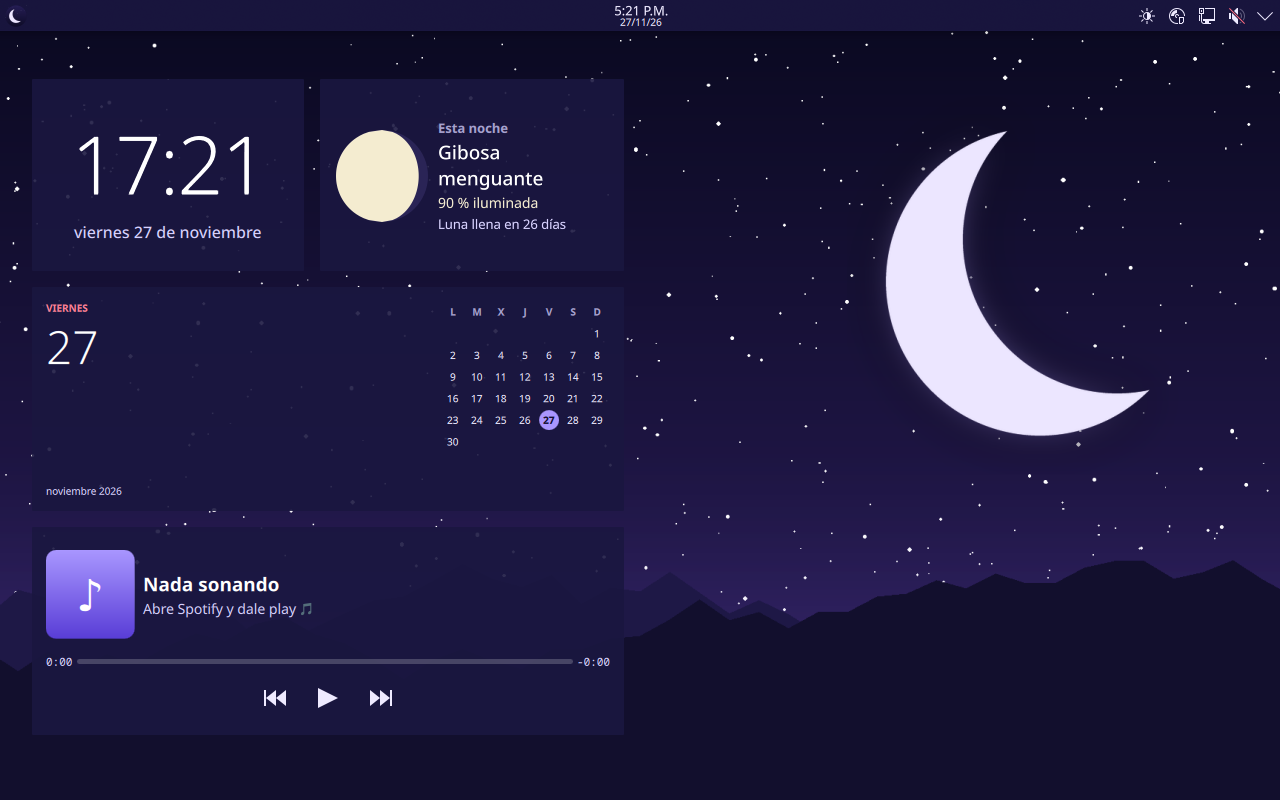 5:21 P.M.
27/11/26
17:21
viernes 27 de noviembre
Esta noche
Gibosa
menguante
90 % iluminada
Luna llena en 26 días
VIERNES
27
L M X J V S D
1
2 3 4 5 6 7 8
9 10 11 12 13 14 15
16 17 18 19 20 21 22
23 24 25 26 27 28 29
30
noviembre 2026
Nada sonando
Abre Spotify y dale play 🎵
0:00 -0:00